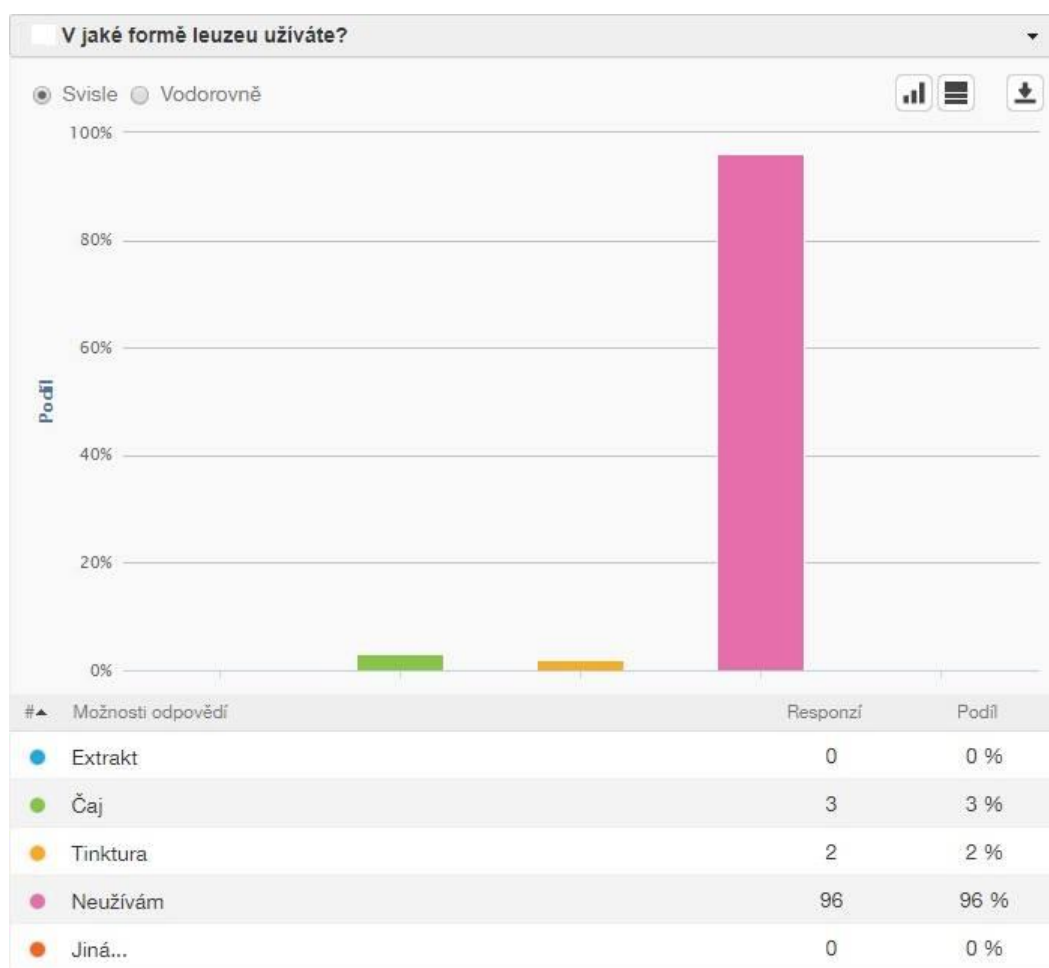 V jaké formě leuzeu užíváte?
Svisle Vodorovně
100%
80%
60%
40%
20%
0%
Podíl
# Možnosti odpovědí Responzí Podíl
Extrakt 0 0 %
Čaj 3 3 %
Tinktura 2 2 %
Neužívám 96 96 %
Jiná... 0 0 %